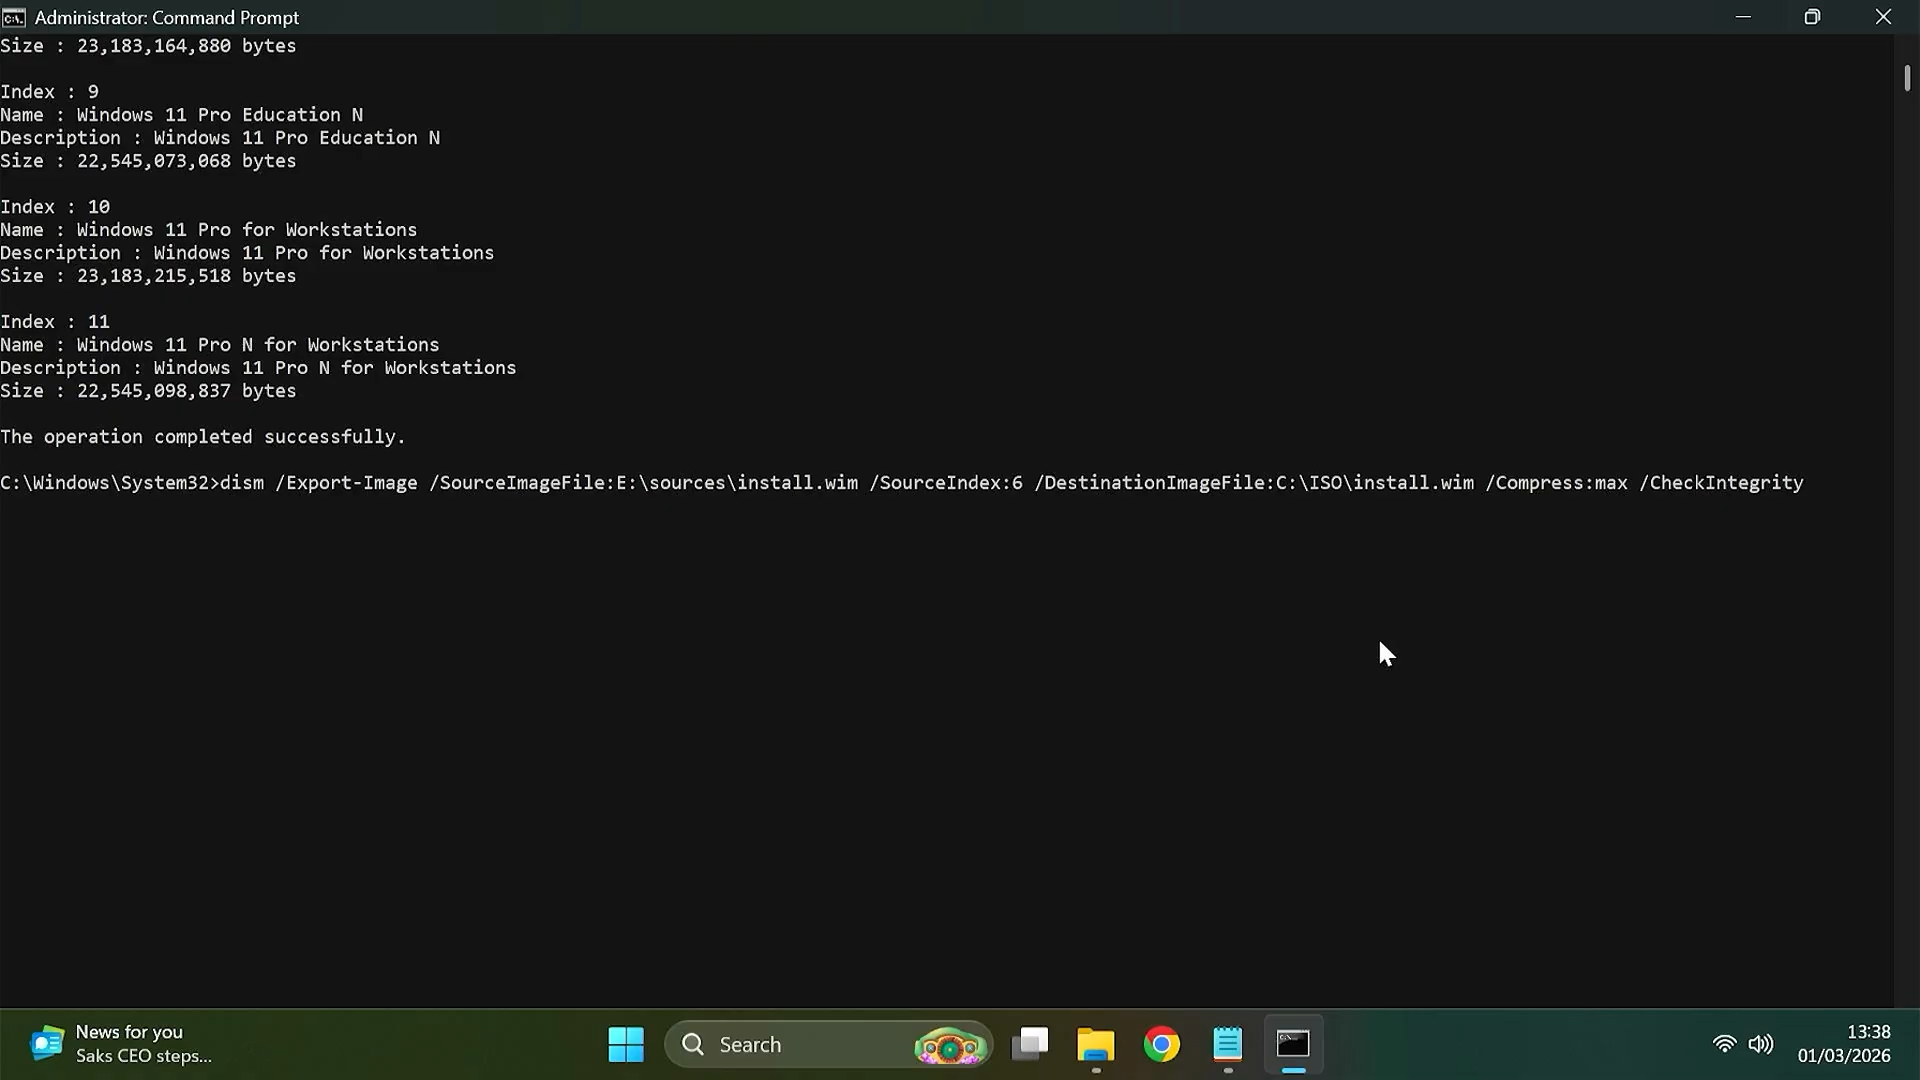 Administrator: Command Prompt
Size : 23,183,164,880 bytes
Index : 9
Name : Windows 11 Pro Education N
Description : Windows 11 Pro Education N
Size : 22,545,073,068 bytes
Index : 10
Name : Windows 11 Pro for Workstations
Description : Windows 11 Pro for Workstations
Size : 23,183,215,518 bytes
Index : 11
Name : Windows 11 Pro N for Workstations
Description : Windows 11 Pro N for Workstations
Size : 22,545,098,837 bytes
The operation completed successfully.
C:\Windows\System32>dism /Export-Image /SourceImageFile:E:\sources\install.wim /SourceIndex:6 /DestinationImageFile:C:\ISO\install.wim /Compress:max /CheckIntegrity
News for you
Saks CEO steps...
Search
13:38
01/03/2026